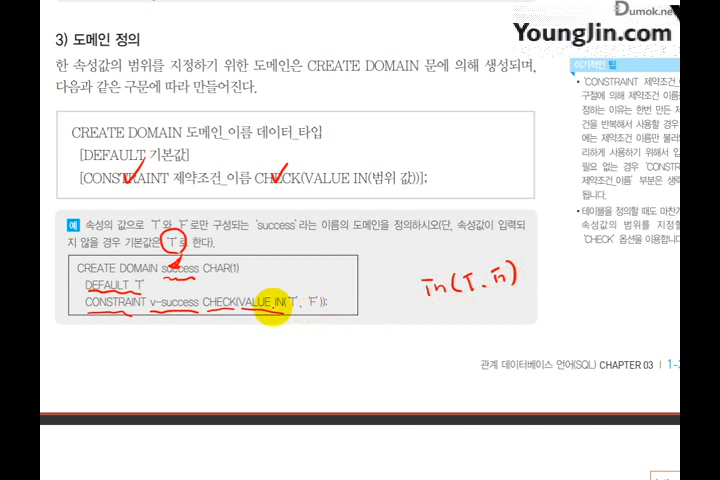 Dumok.ne
YoungJin.com
3) 도메인 정의
한 속성값의 범위를 지정하기 위한 도메인은 CREATE DOMAIN 문에 의해 생성되며,
다음과 같은 구문에 따라 만들어진다.
CREATE DOMAIN 도메인_이름 데이터_타입
[DEFAULT 기본값]
[CONSTRAINT 제약조건_이름 CHECK(VALUE IN(범위 값))];
예 속성의 값으로 'T'와 'F'로만 구성되는 'success'라는 이름의 도메인을 정의하시오(단, 속성값이 입력되
지 않을 경우 기본값은 'T'로 한다).
CREATE DOMAIN success CHAR(1)
DEFAULT 'T'
CONSTRAINT v-success CHECK(VALUE IN('T', 'F'));
in(T.
관계 데이터베이스 언어(SQL) CHAPTER 03 | 1-3
이기적인 팁
• 'CONSTRAINT 제약조건_
구절에 의해 제약조건 이름
정하는 이유는 한번 만든 제
건을 반복해서 사용할 경우
에는 제약조건 이름만 불러
리하게 사용하기 위해서 입
필요 없는 경우 'CONSTR
제약조건_이름' 부분은 생
됩니다.
• 테이블을 정의할 때도 마찬가
속성값의 범위를 지정할
'CHECK' 옵션을 이용합니다